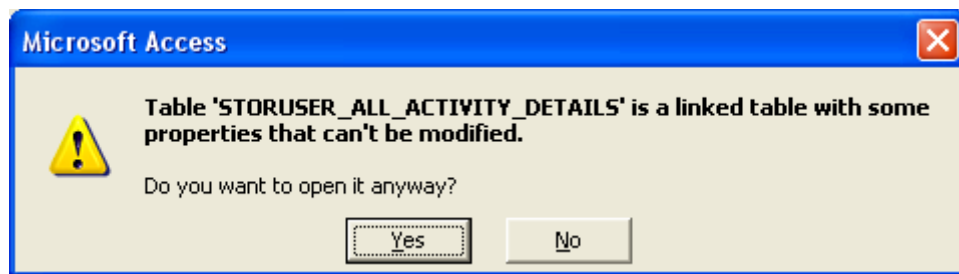 Microsoft Access
Table 'STORUSER_ALL_ACTIVITY_DETAILS' is a linked table with some
properties that can't be modified.
Do you want to open it anyway?
Yes No